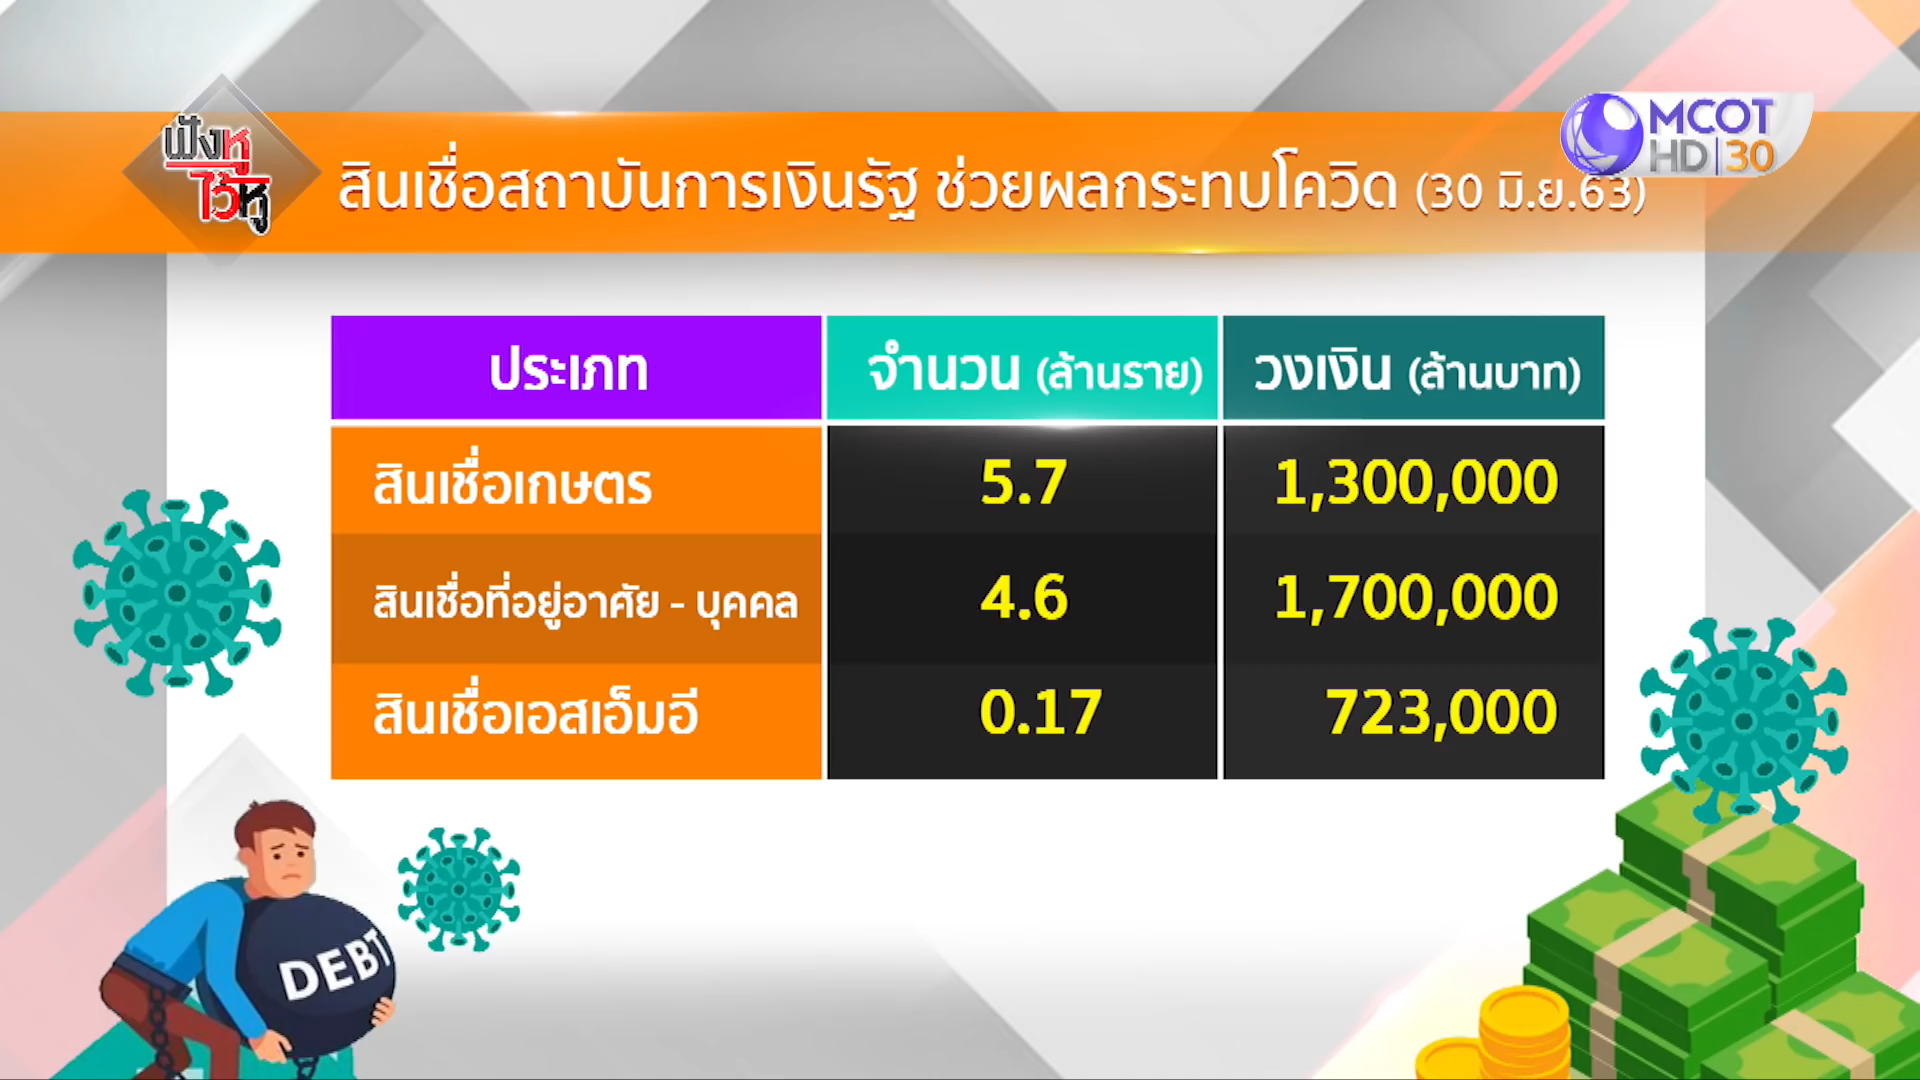 ฟังหู
ไว้หู
MCOT
HD 30
สินเชื่อสถาบันการเงินรัฐ ช่วยผลกระทบโควิด (30 มิ.ย.63)
ประเภท จำนวน (ล้านราย) วงเงิน (ล้านบาท)
สินเชื่อเกษตร 5.7 1,300,000
สินเชื่อที่อยู่อาศัย - บุคคล 4.6 1,700,000
สินเชื่อเอสเอ็มอี 0.17 723,000
DEBT